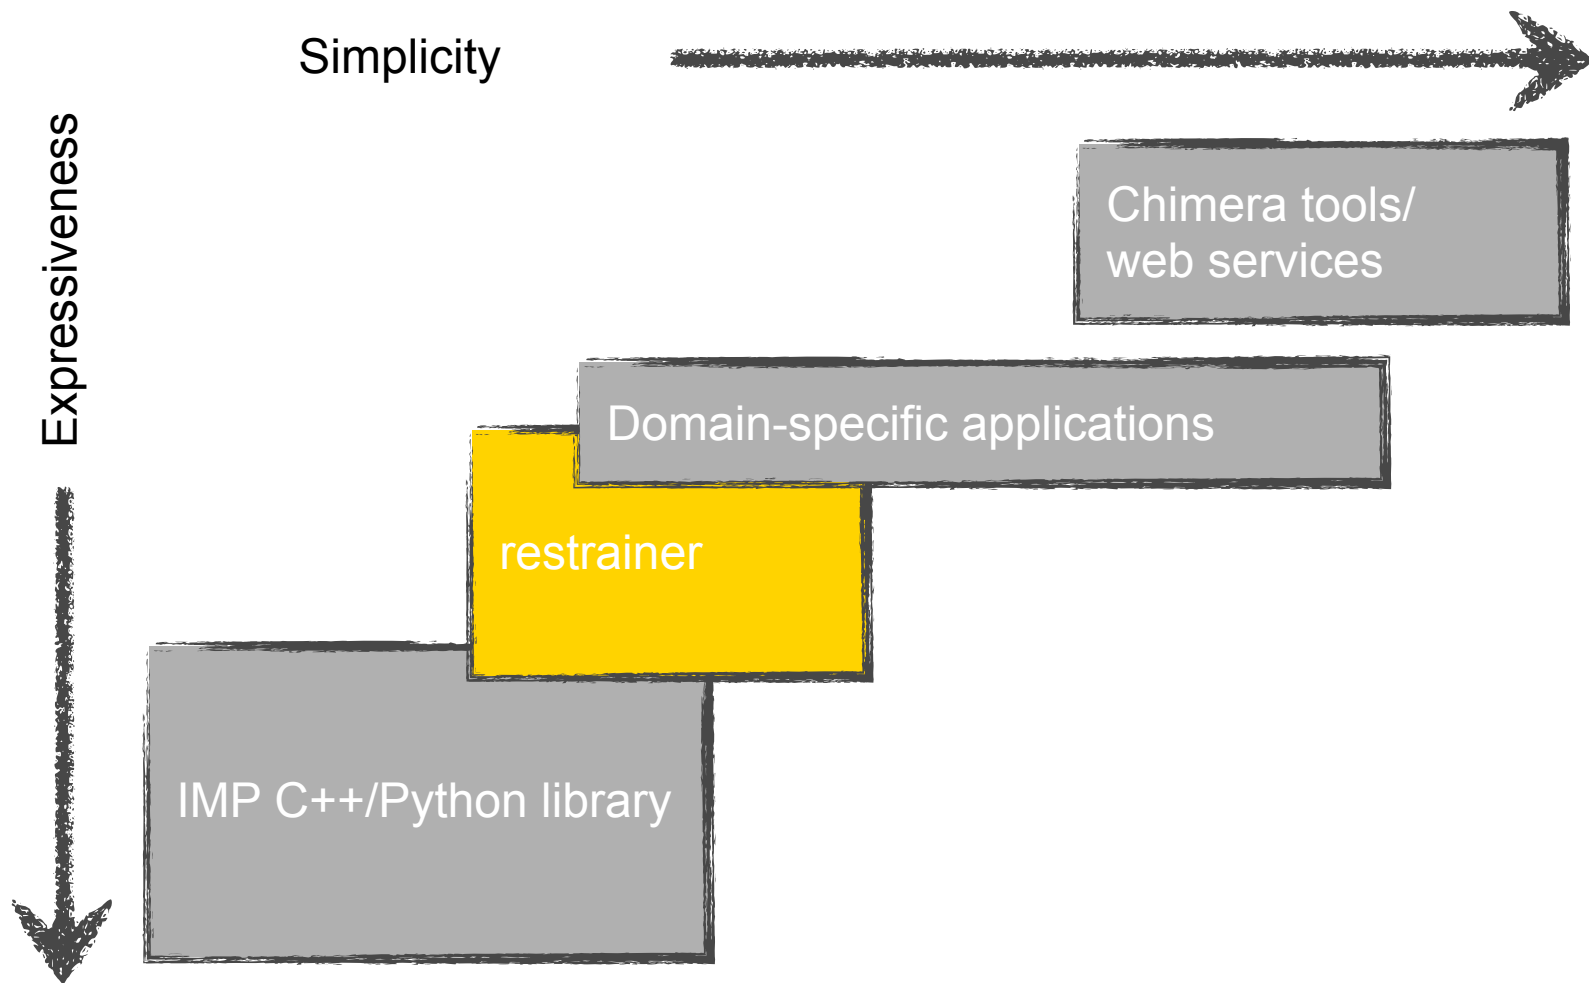 Simplicity
Expressiveness
Chimera tools/
web services
Domain-specific applications
restrainer
IMP C++/Python library